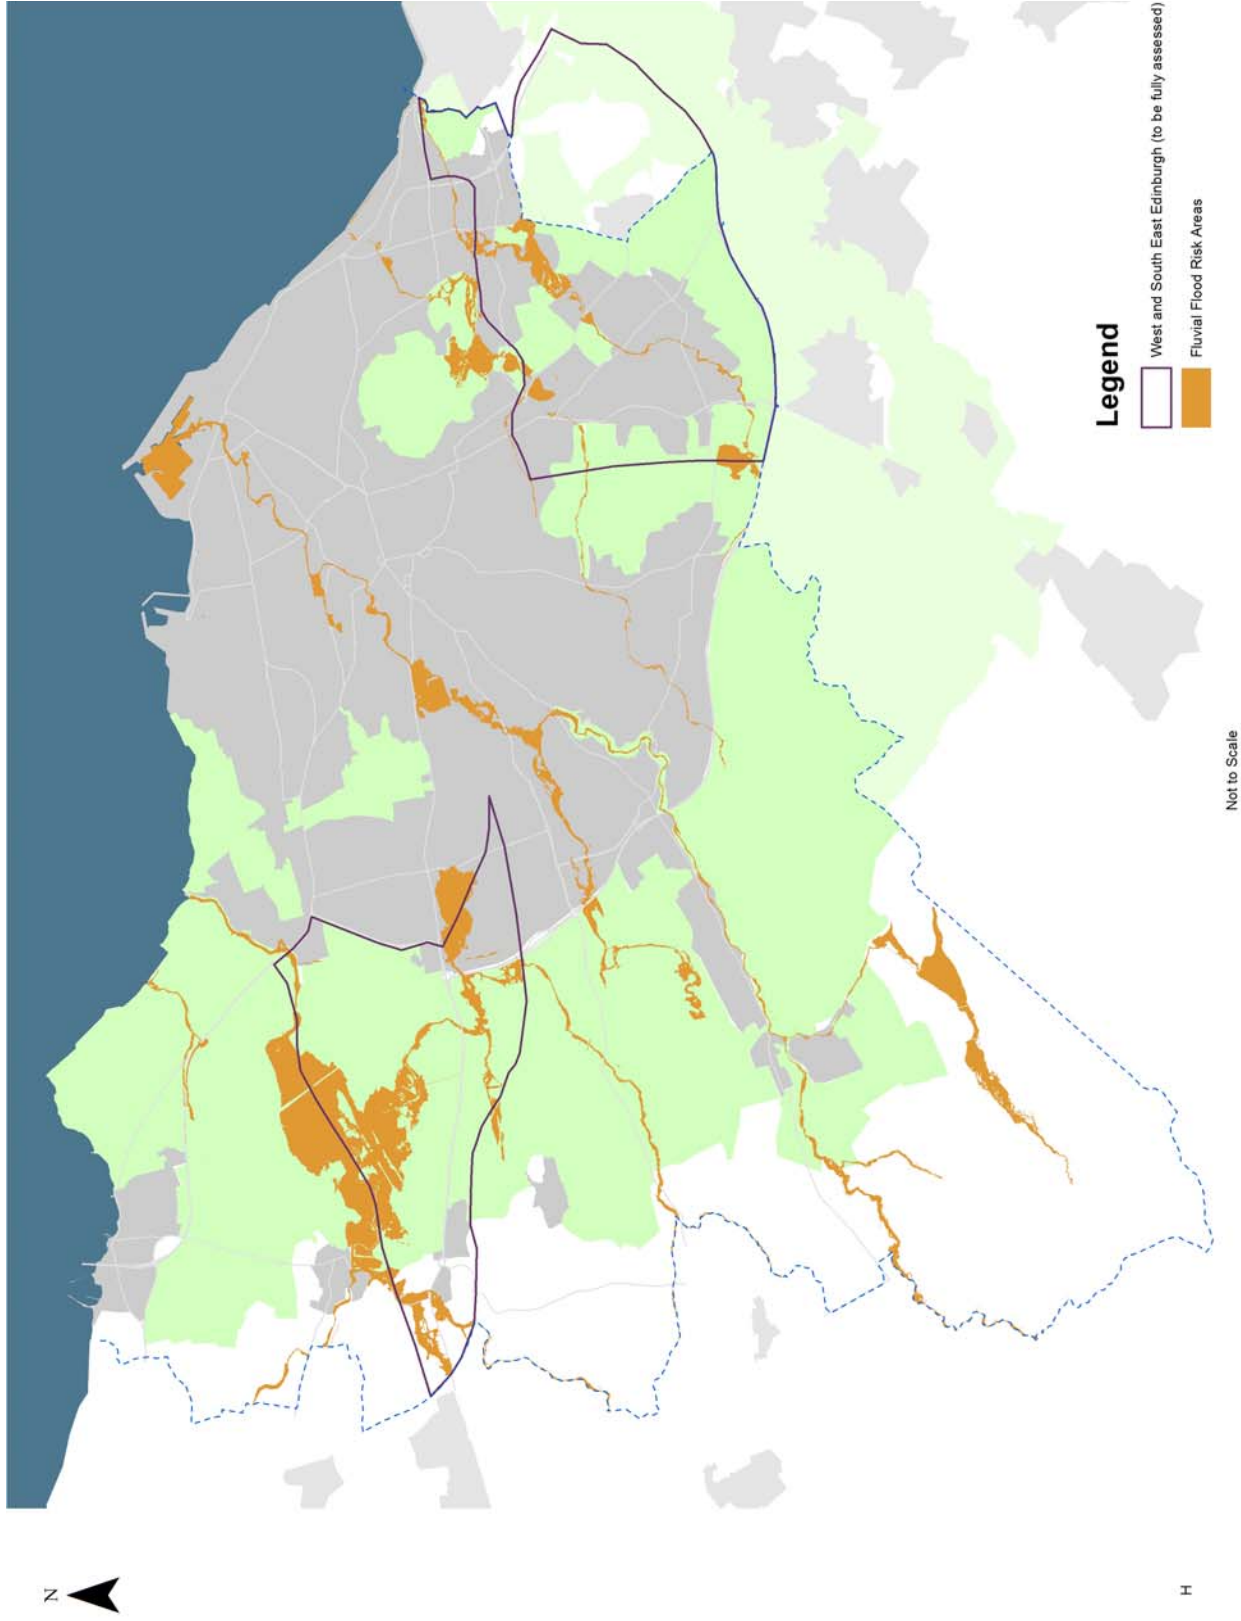 N
Legend
West and South East Edinburgh (to be fully assessed)
Fluvial Flood Risk Areas
Not to Scale
H